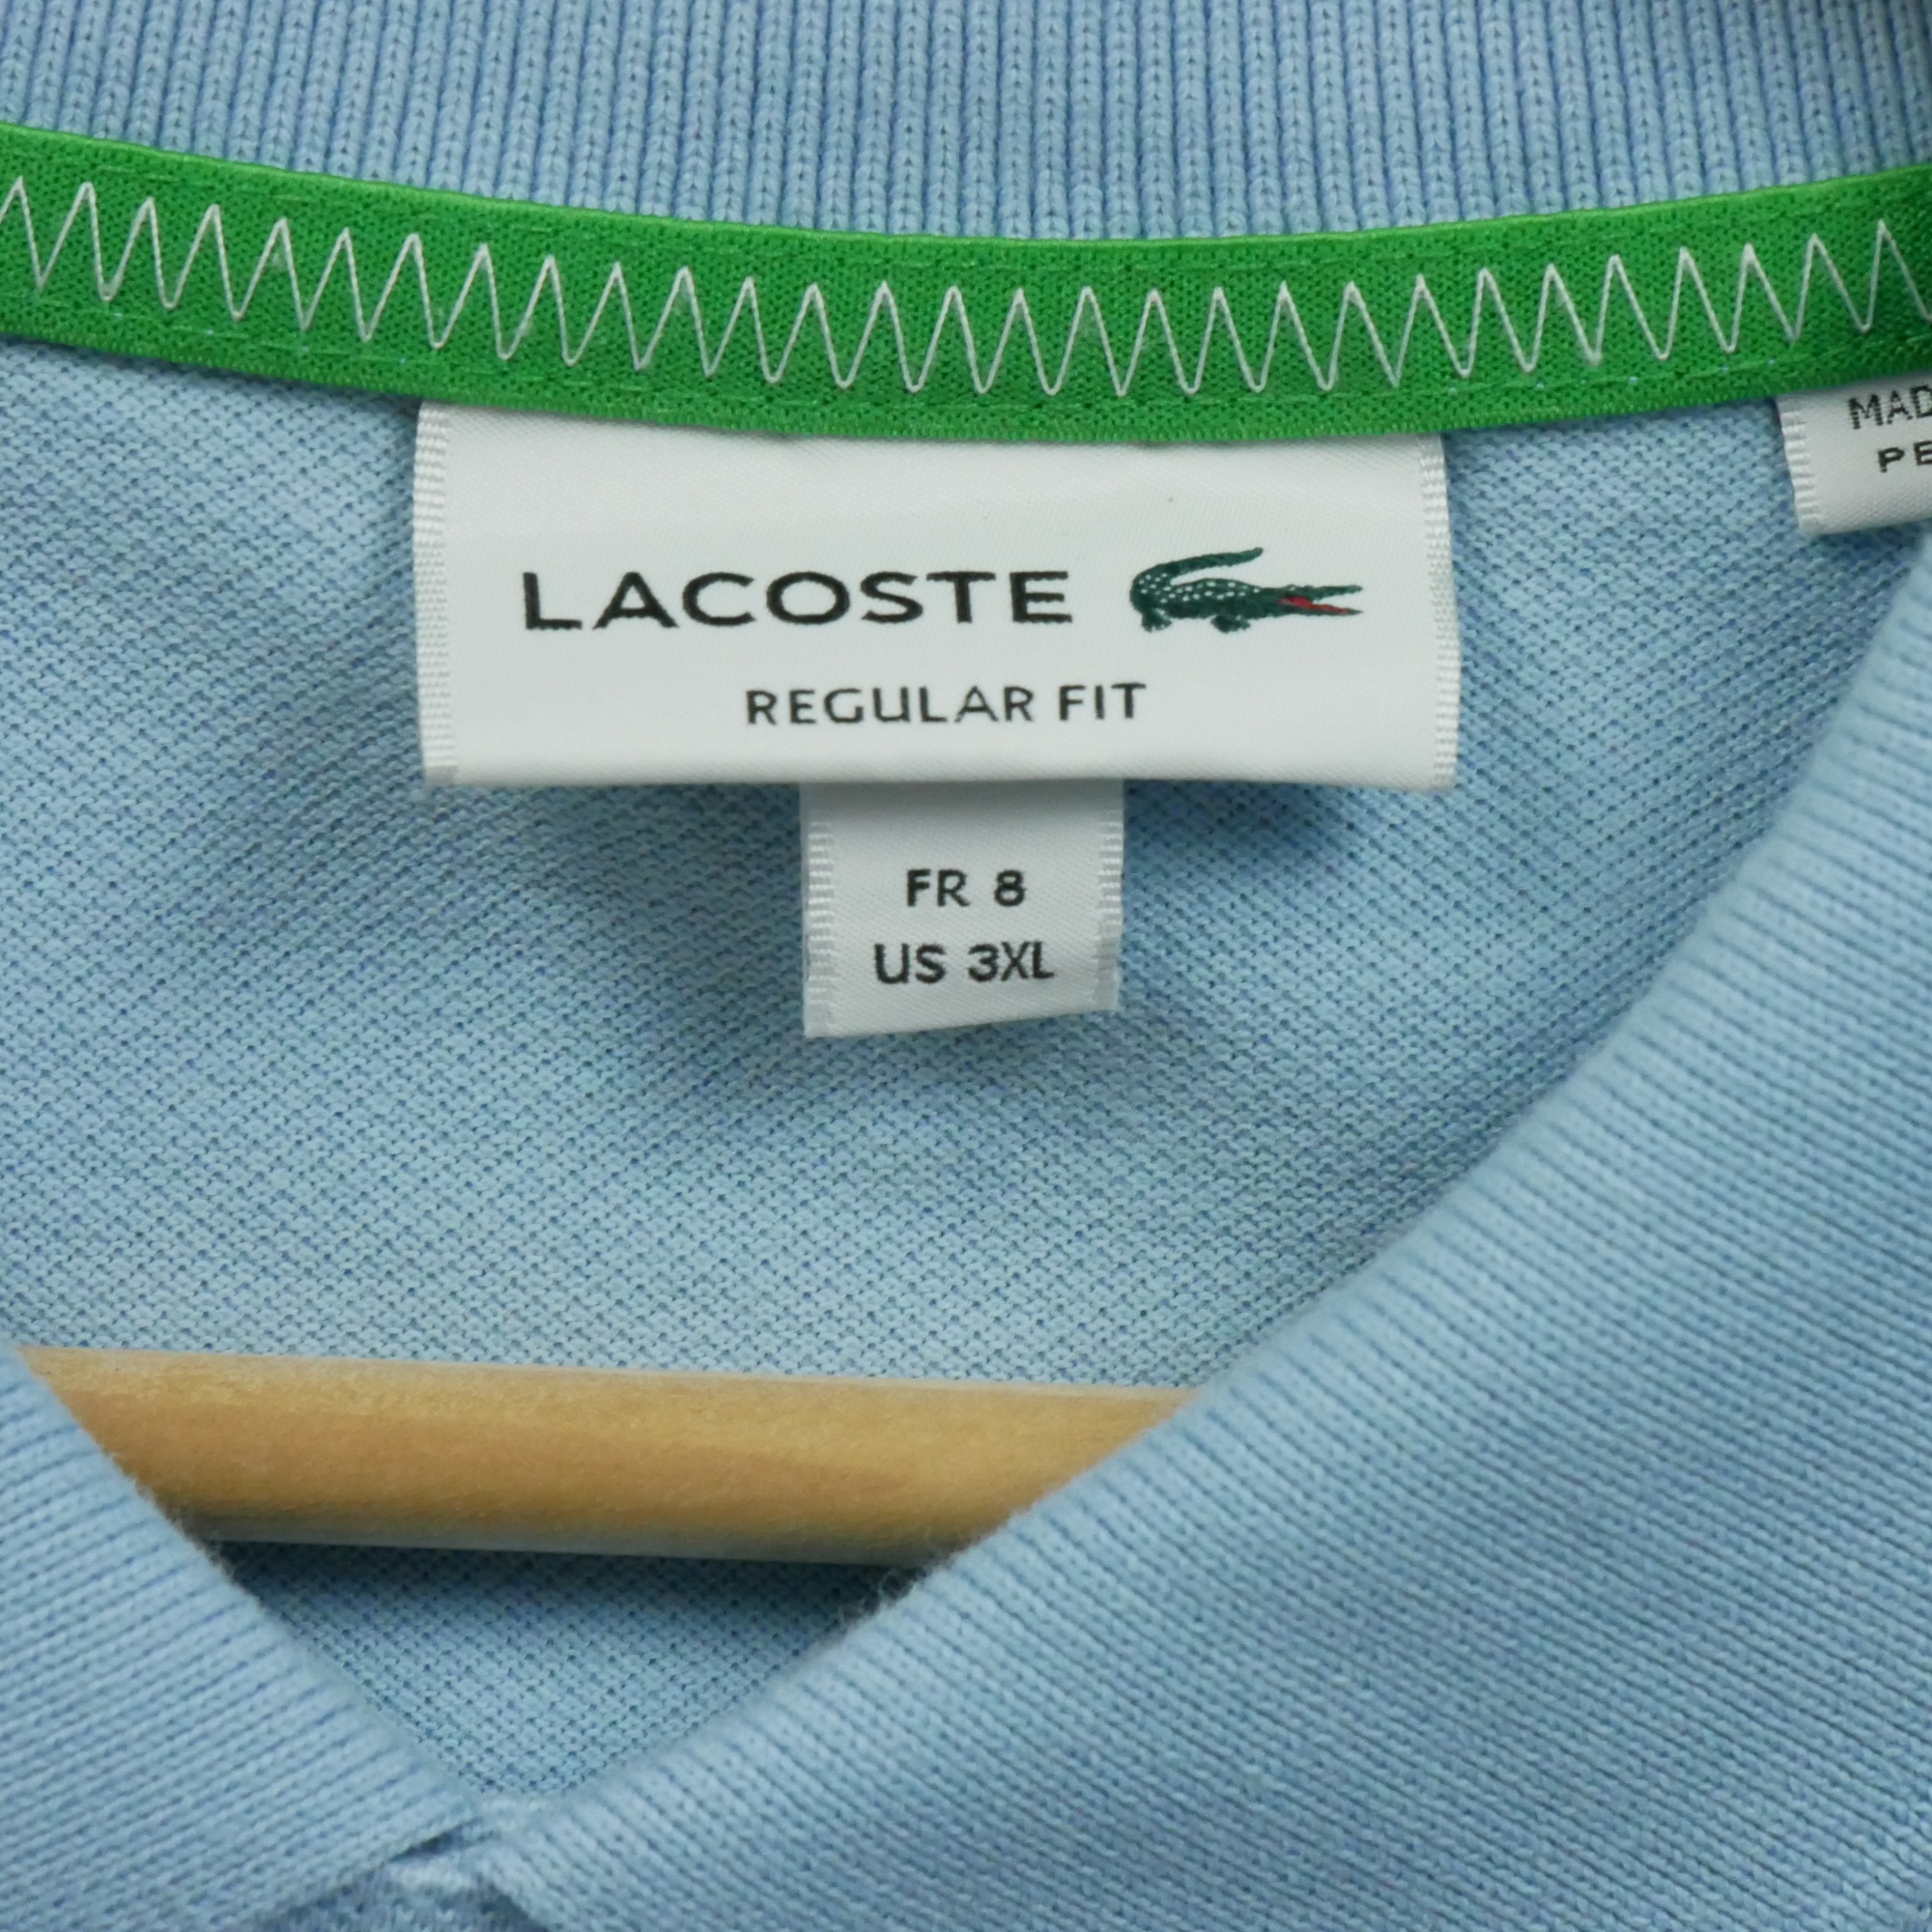 LACOSTE
REGULAR FIT
FR 8
US 3XL